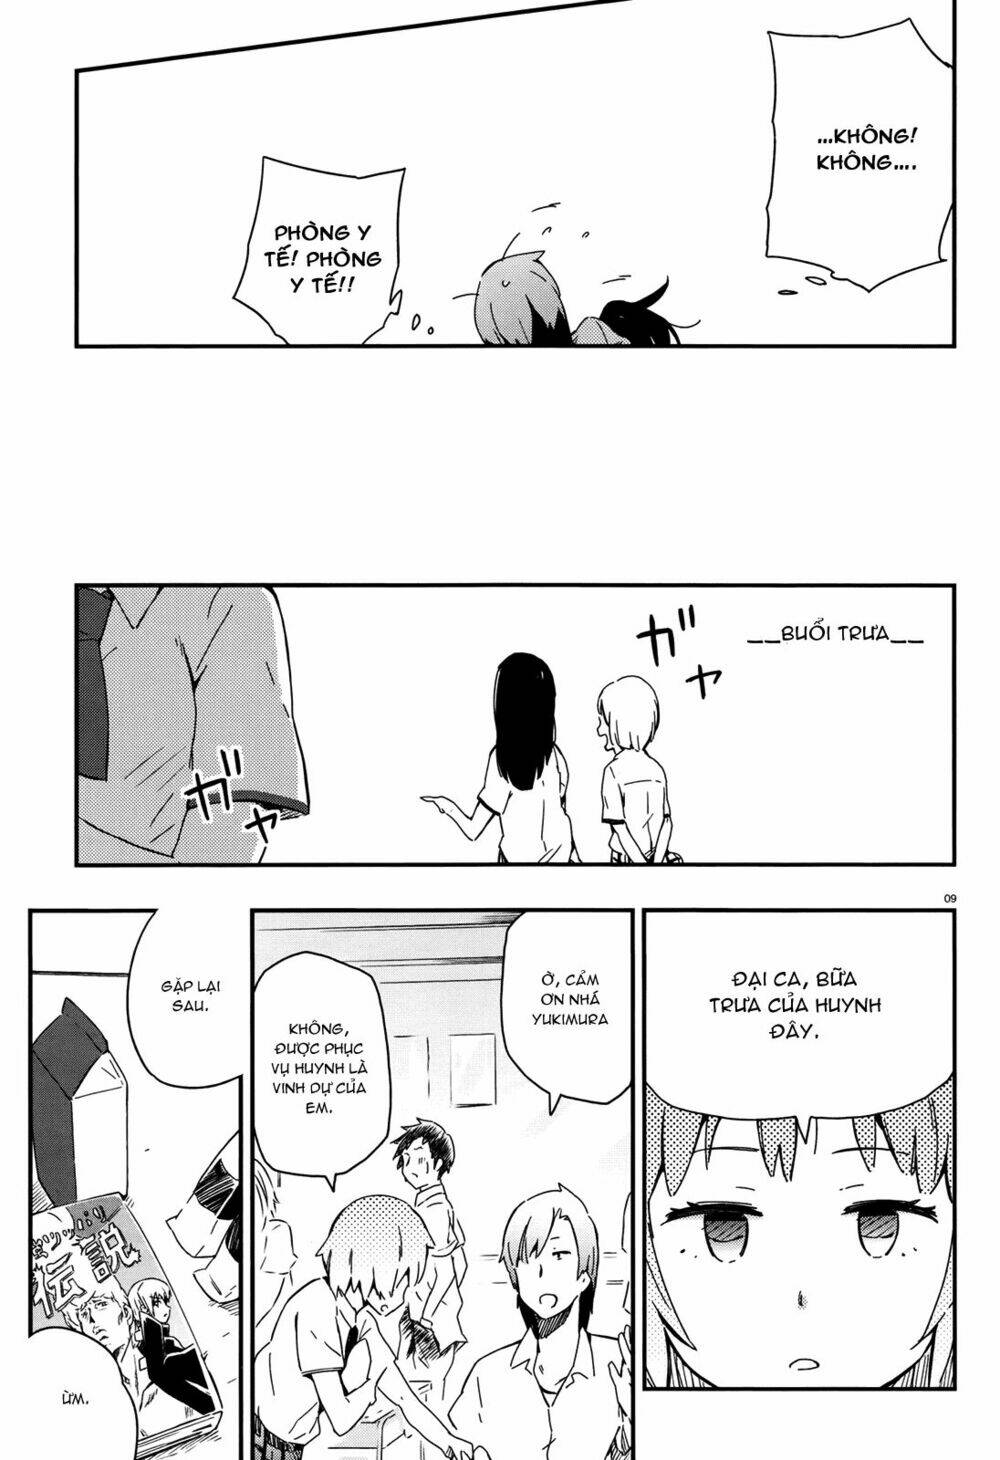 ...KHÔNG!
KHÔNG....
PHÒNG Y
TẾ! PHÒNG
Y TẾ!!
__BUỔI TRƯA__
ガヤ
ガヤ
09
ĐẠI CA, BỮA
TRƯA CỦA HUYNH
ĐÂY.
Ờ, CẢM
ƠN NHÁ
YUKIMURA
KHÔNG,
ĐƯỢC PHỤC
VỤ HUYNH LÀ
VINH DỰ CỦA
EM.
GẶP LẠI
SAU.
伝説
ỪM.